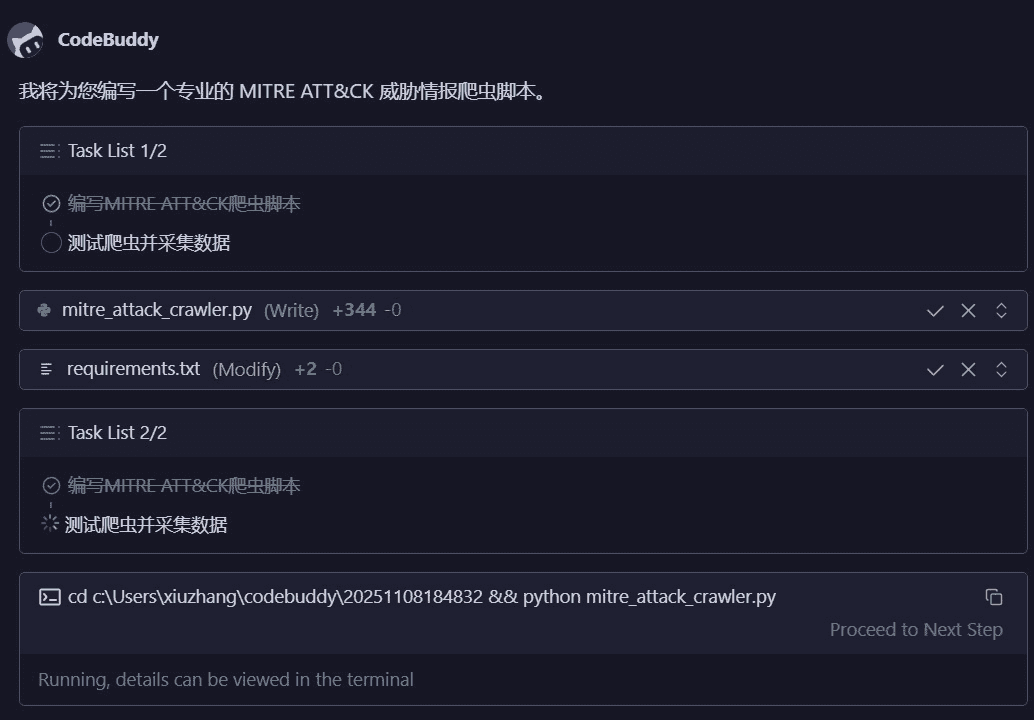 CodeBuddy
我将为您编写一个专业的 MITRE ATT&CK 威胁情报爬虫脚本。
Task List 1/2
编写MITRE ATT&CK爬虫脚本
测试爬虫并采集数据
mitre_attack_crawler.py (Write) +344 -0
requirements.txt (Modify) +2 -0
Task List 2/2
编写MITRE ATT&CK爬虫脚本
测试爬虫并采集数据
cd c:\Users\xiuzhang\codebuddy\20251108184832 && python mitre_attack_crawler.py
Proceed to Next Step
Running, details can be viewed in the terminal